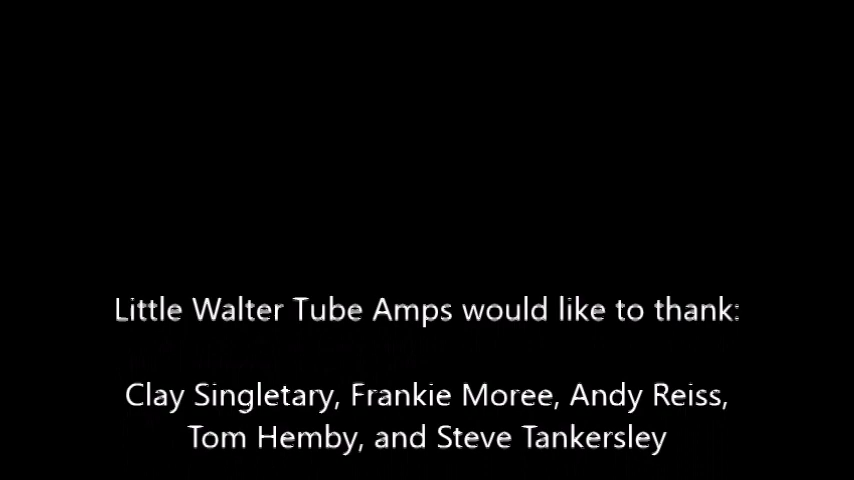 Little Walter Tube Amps would like to thank:
Clay Singletary, Frankie Moree, Andy Reiss,
Tom Hemby, and Steve Tankersley